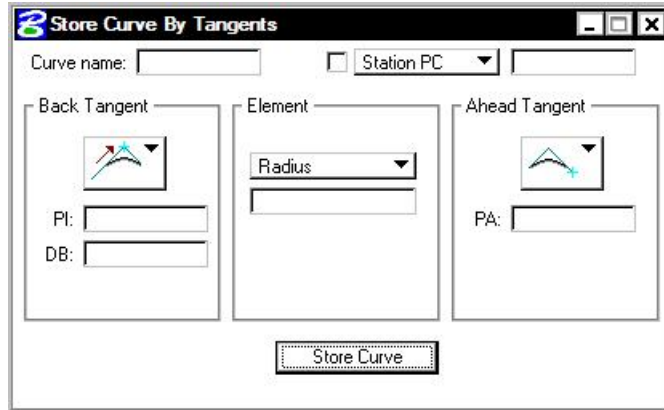 Store Curve By Tangents
Curve name: Station PC
Back Tangent Element Ahead Tangent
Radius
PI: PA:
DB:
Store Curve